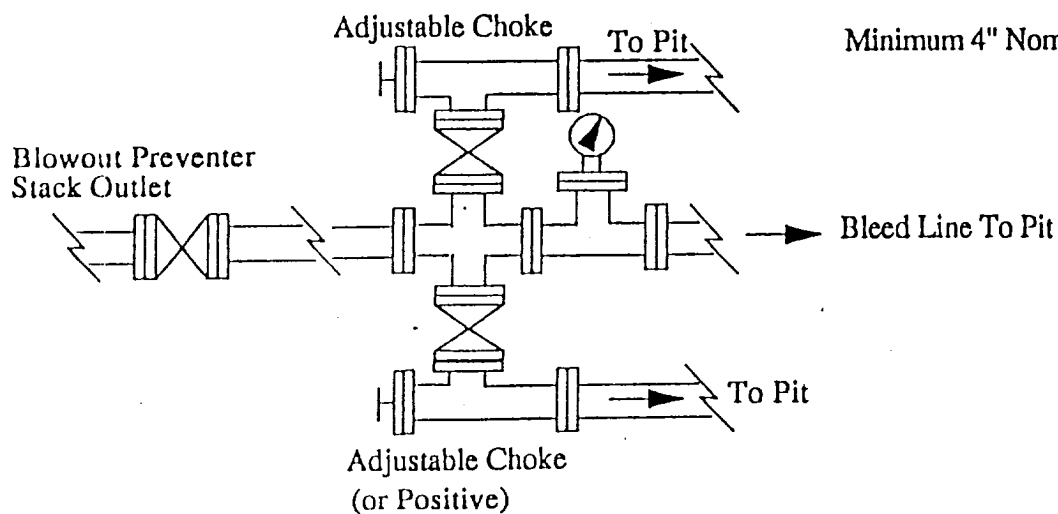 Adjustable Choke
To Pit
Minimum 4" Nom
Blowout Preventer
Stack Outlet
Bleed Line To Pit
To Pit
Adjustable Choke
(or Positive)